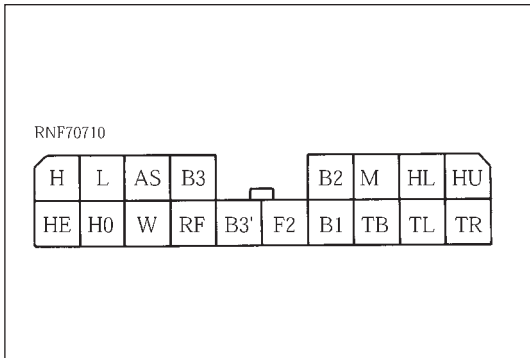 RNF70710
H L AS B3 B2 M HL HU
HE H0 W RF B3' F2 B1 TB TL TR